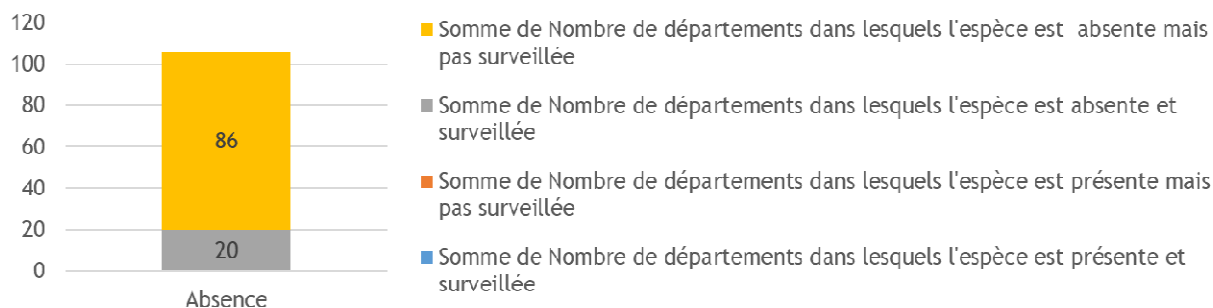 120
100
80
60
40
20
0
86
20
Absence
Somme de Nombre de départements dans lesquels l'espèce est absente mais
pas surveillée
Somme de Nombre de départements dans lesquels l'espèce est absente et
surveillée
Somme de Nombre de départements dans lesquels l'espèce est présente mais
pas surveillée
Somme de Nombre de départements dans lesquels l'espèce est présente et
surveillée